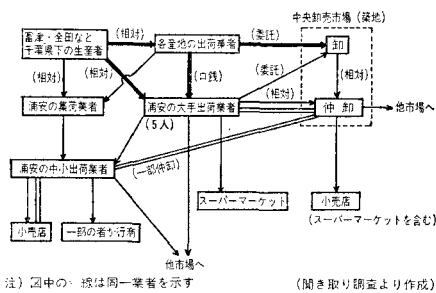 中央卸売市場（築地）
富津・金田など
千葉県下の生産者
(相対)
各産地の出荷業者
(委託)
卸
(相対)
(相対)
(口銭)
(委託)
(相対)
(相対)
浦安の集荷業者
浦安の大手出荷業者
(5人)
仲卸
他市場へ
浦安の中小出荷業者
(一部仲卸)
スーパーマーケット
小売店
(スーパーマーケットを含む)
小売店
一部の者が行商
他市場へ
注）図中の 線は同一業者を示す
(聞き取り調査より作成)